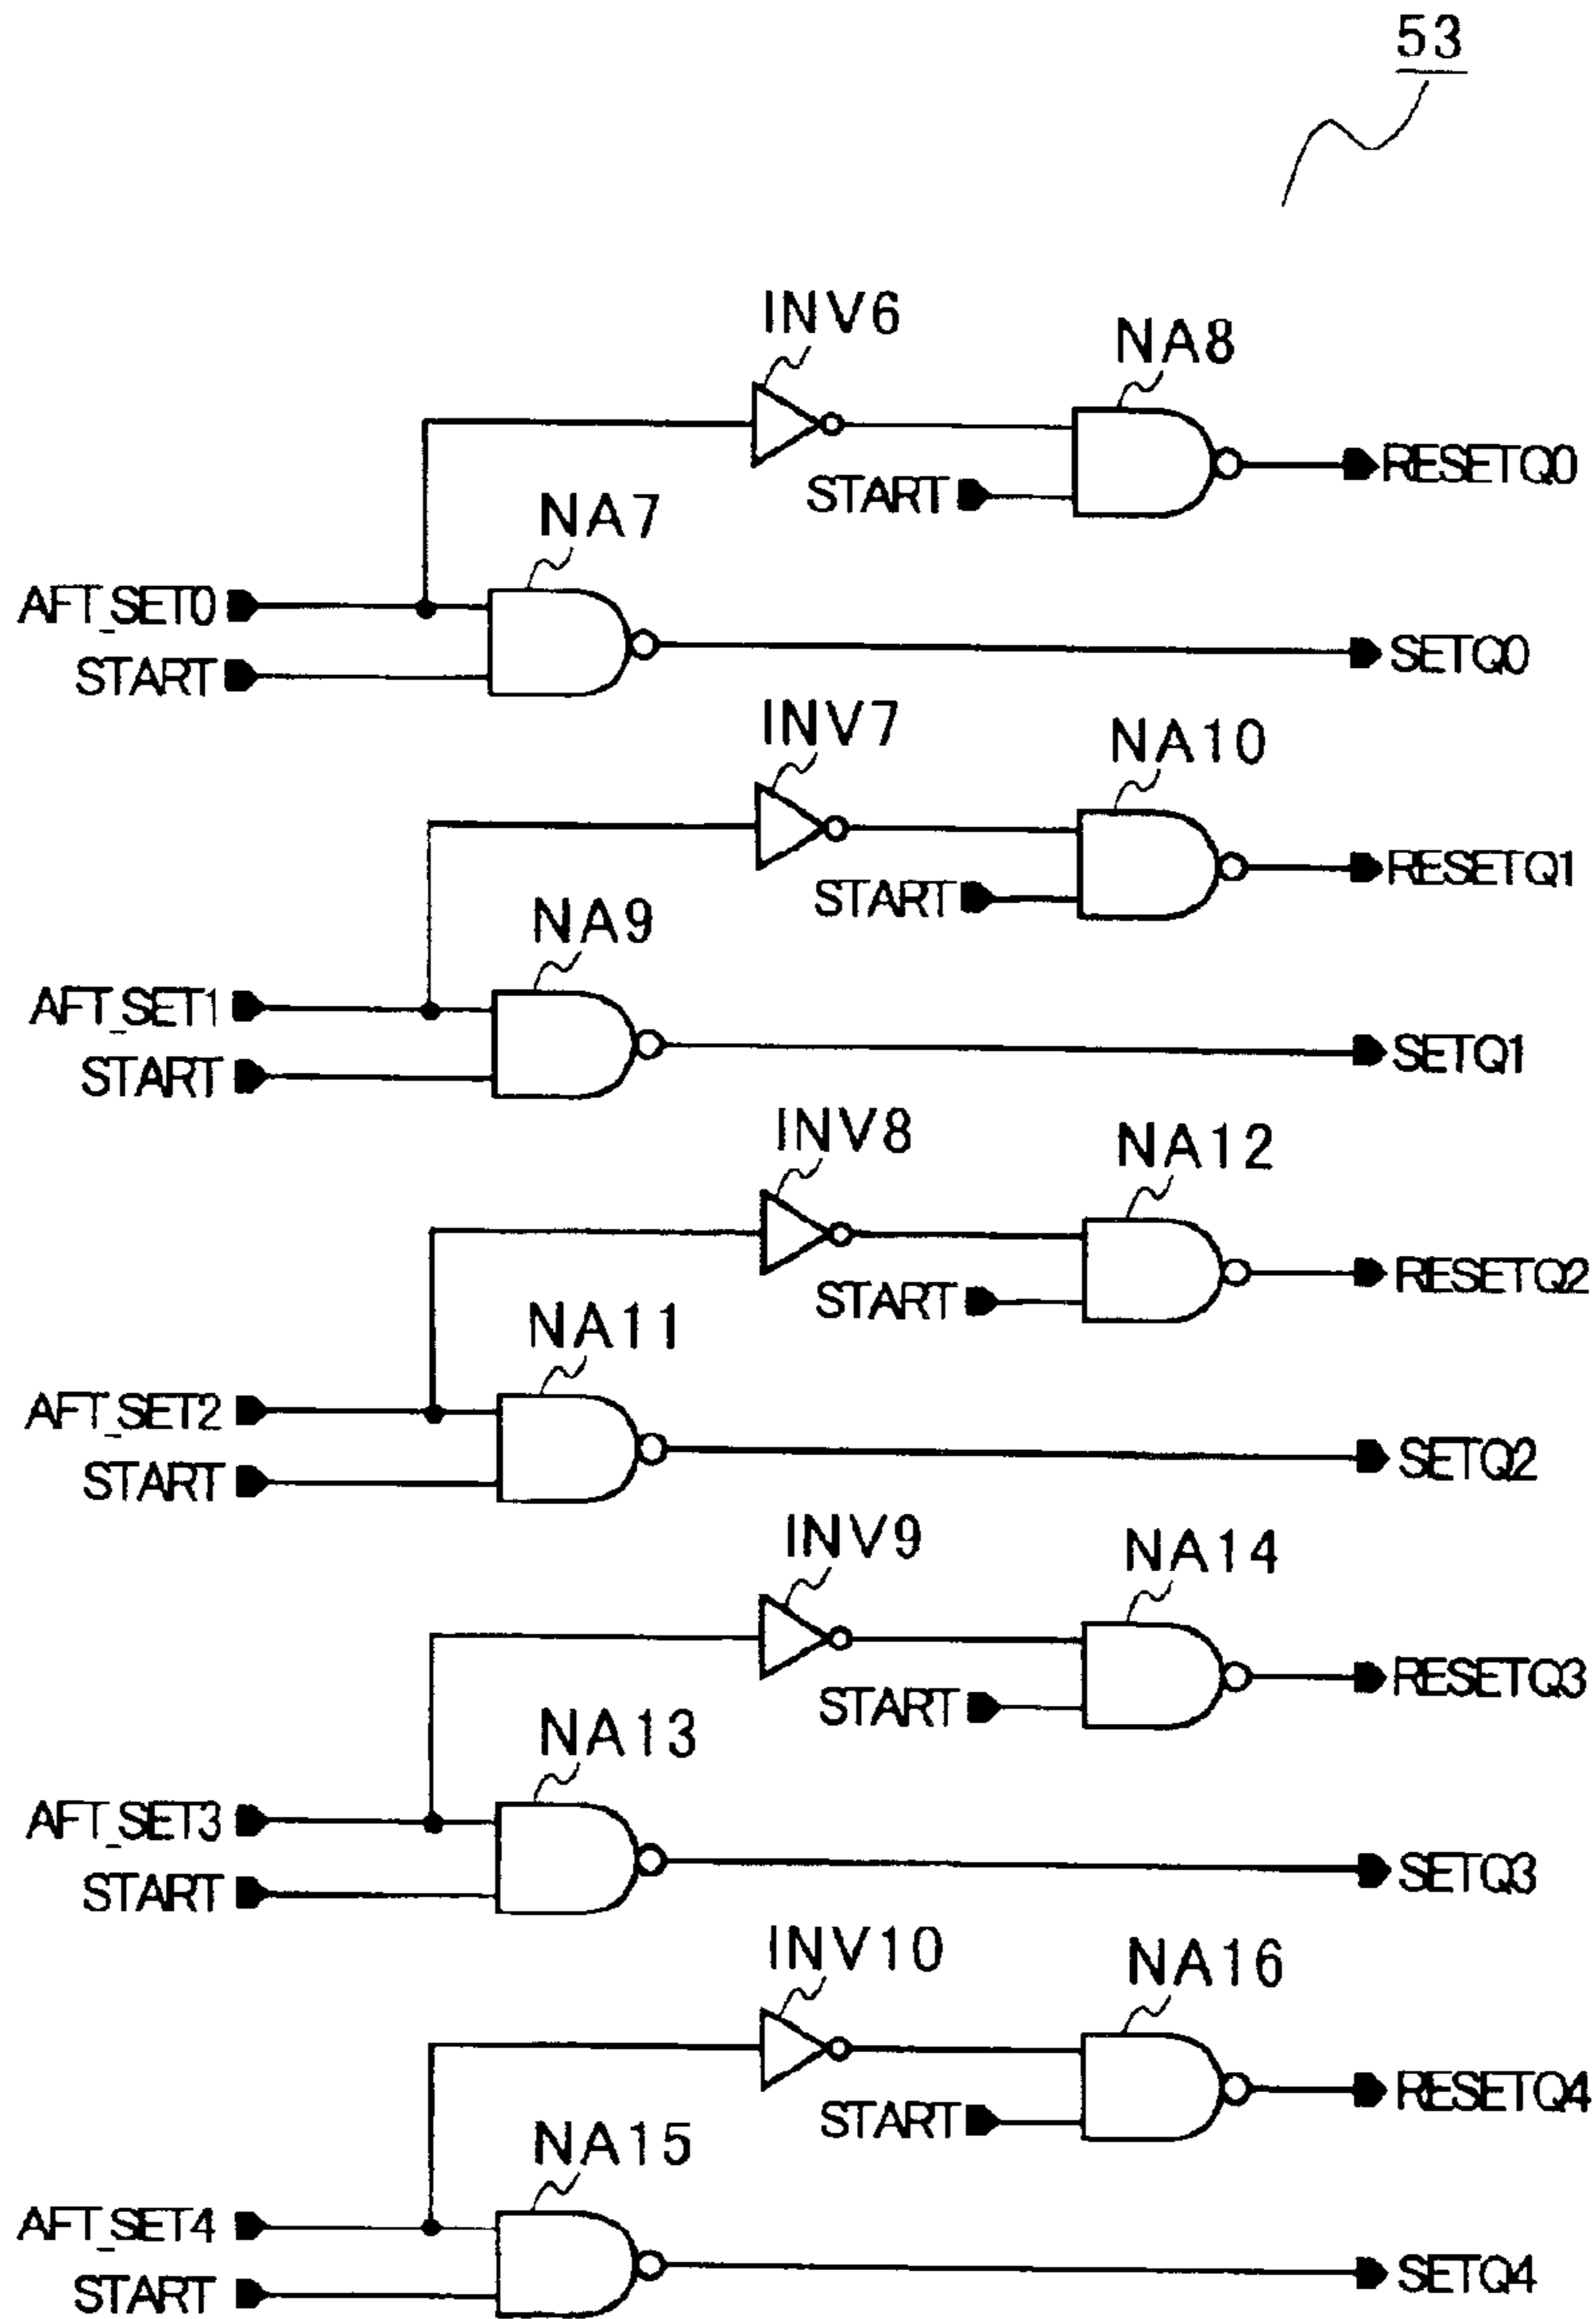 53
INV6
NA8
RESETQ0
START
NA7
AFT_SET0
SETQ0
START
INV7
NA10
RESETQ1
START
NA9
AFT_SET1
SETQ1
START
INV8
NA12
RESETQ2
START
NA11
AFT_SET2
SETQ2
START
INV9
NA14
RESETQ3
START
NA13
AFT_SET3
SETQ3
START
INV10
NA16
RESETQ4
START
NA15
AFT_SET4
SETQ4
START